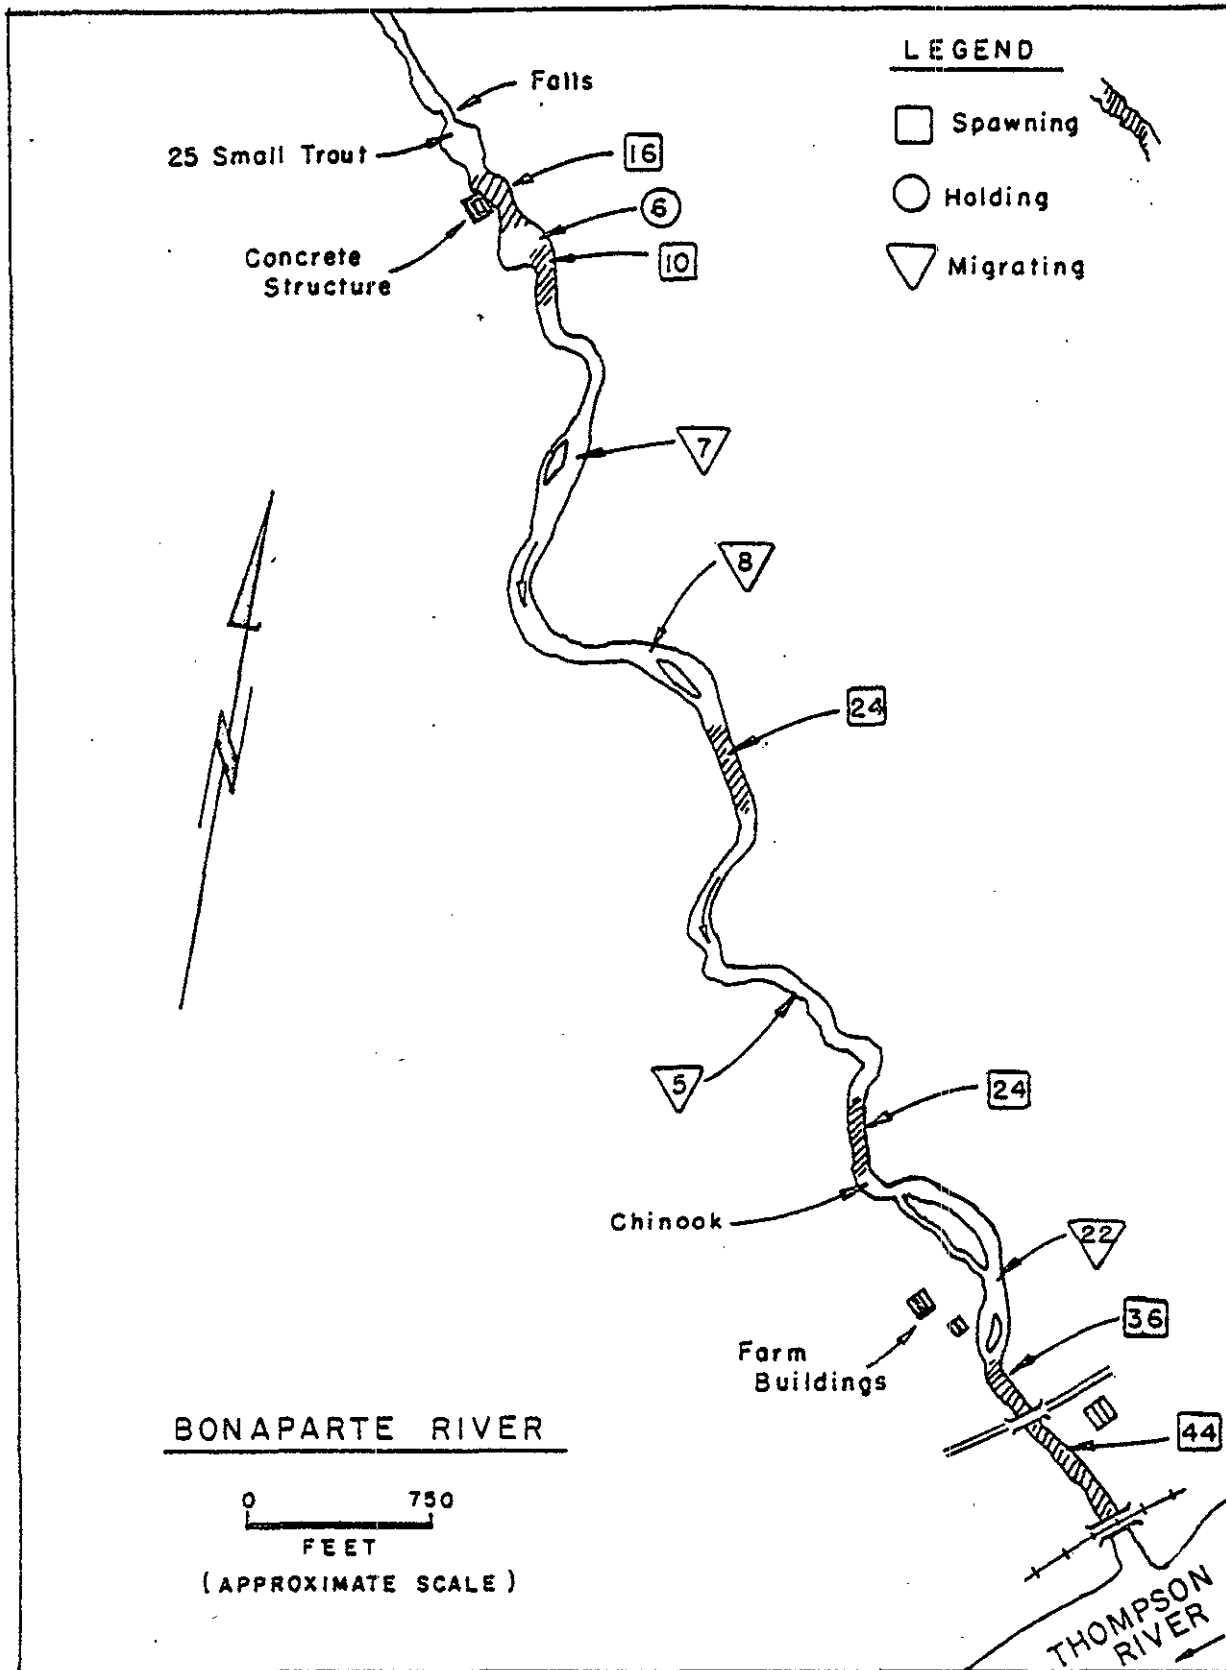 LEGEND
Falls
Spawning
25 Small Trout
16
Holding
6
Concrete
Structure
10
Migrating
7
8
24
5
24
Chinook
22
36
Farm
Buildings
44
BONAPARTE RIVER
0 750
FEET
(APPROXIMATE SCALE)
THOMPSON
RIVER
N